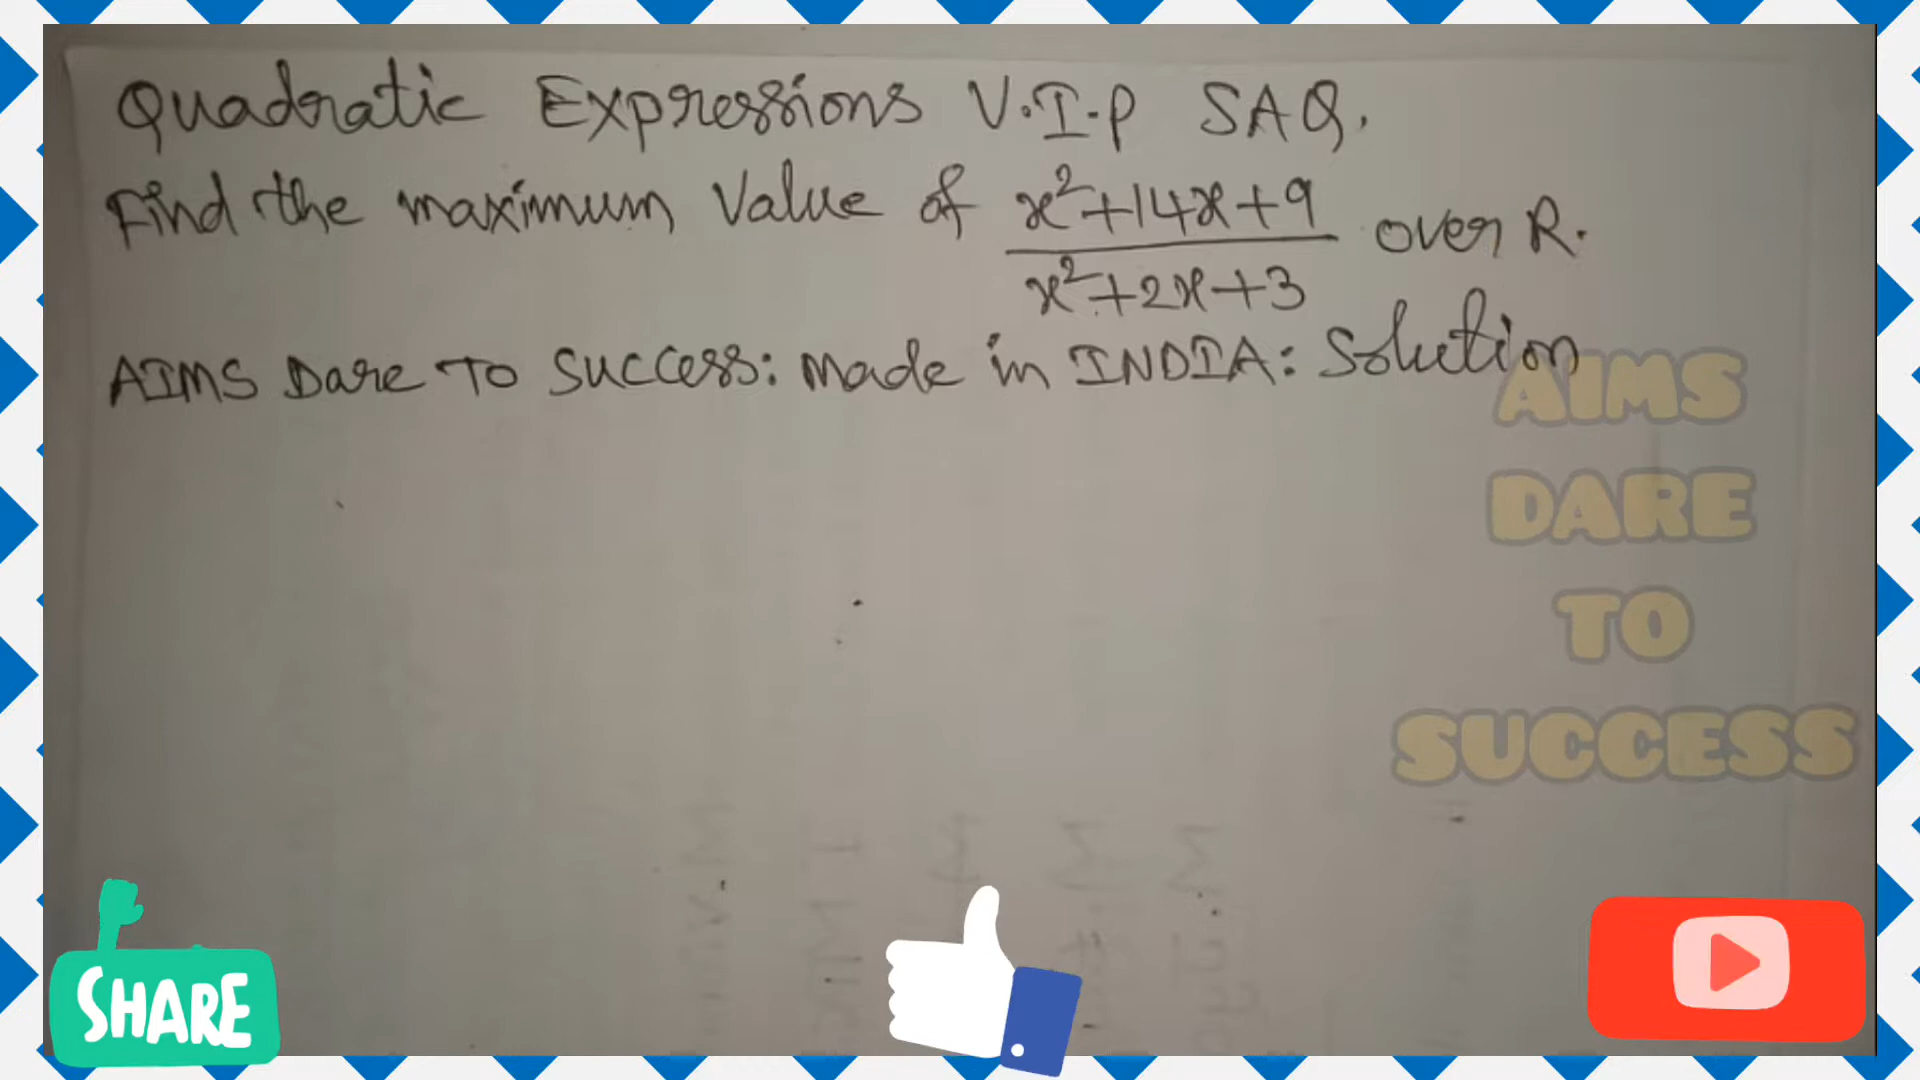 Quadratic Expressions V.I.P SAQ.
Find the maximum Value of x²+14x+9 / x²+2x+3 over R.
AIMS Dare To Success: Made in INDIA: Solution
AIMS
DARE
TO
SUCCESS
SHARE